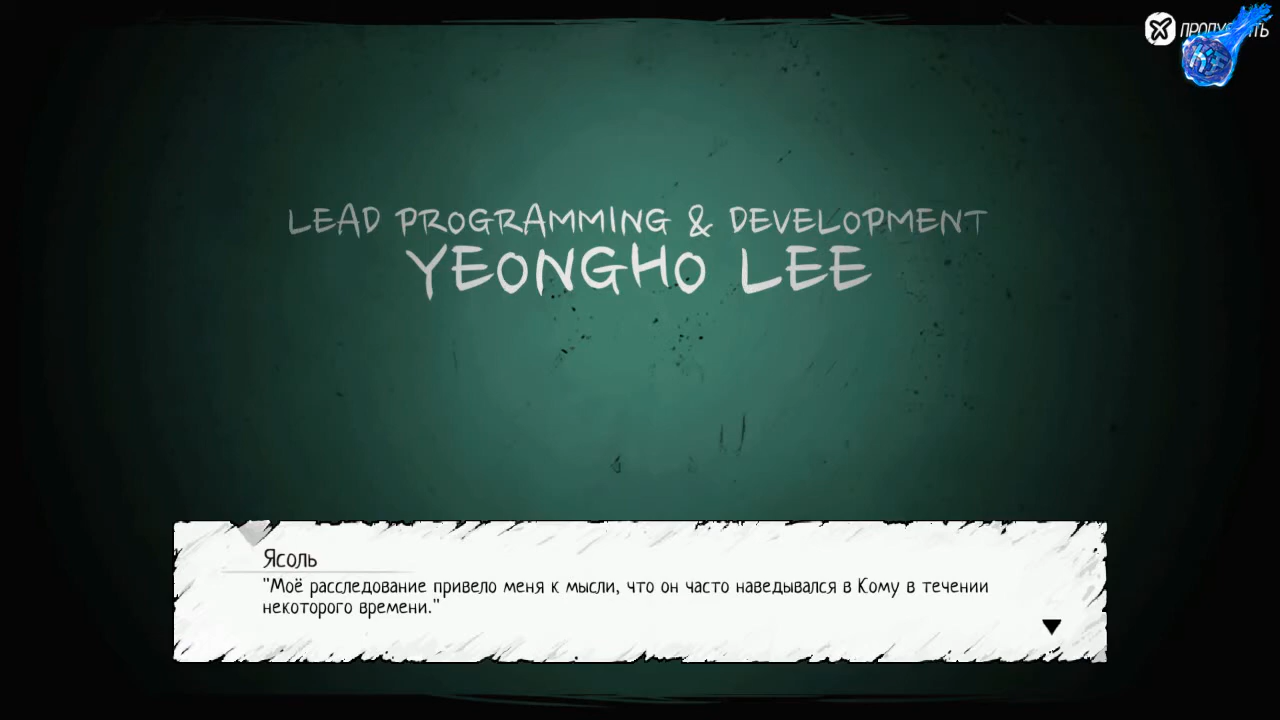 LEAD PROGRAMMING & DEVELOPMENT
YEONGHO LEE
Ясоль
"Моё расследование привело меня к мысли, что он часто наведывался в Кому в течении
некоторого времени."